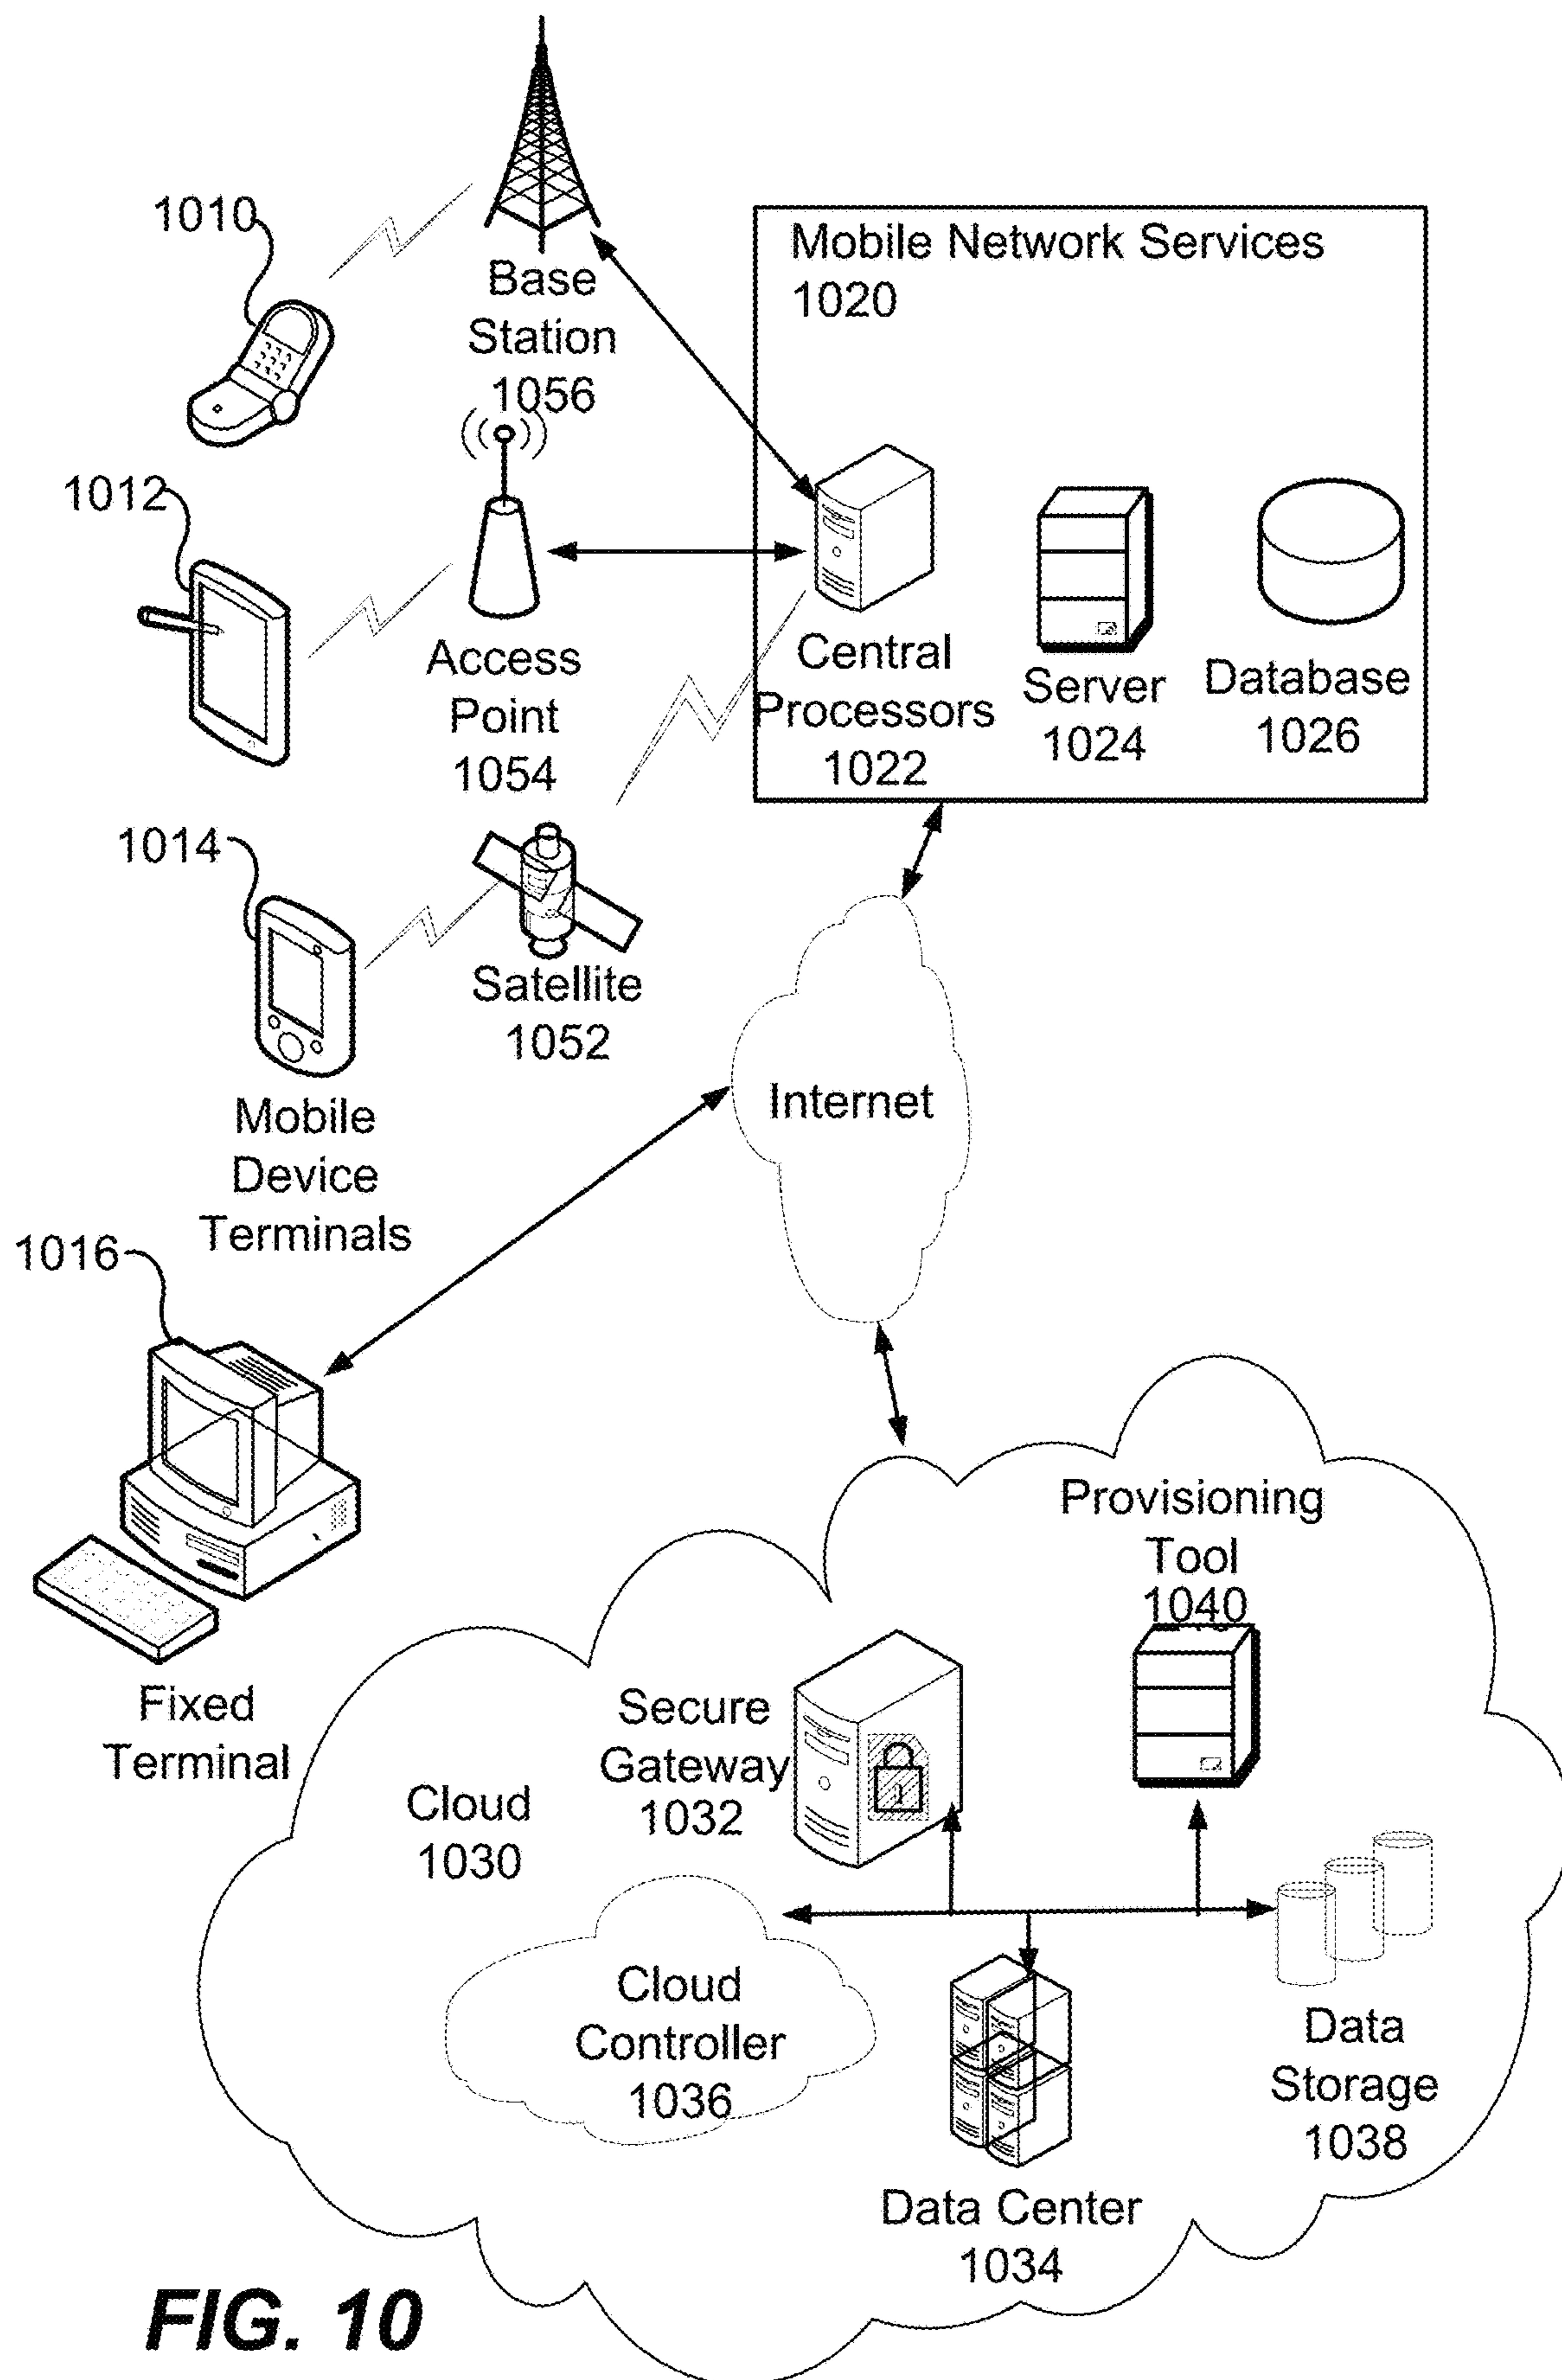 1010
Base
Station
1056
Mobile Network Services
1020
1012
Access
Point
1054
Central
Processors
1022
Server
1024
Database
1026
1014
Satellite
1052
Mobile
Device
Terminals
Internet
1016
Fixed
Terminal
Provisioning
Tool
1040
Secure
Gateway
1032
Cloud
1030
Cloud
Controller
1036
Data
Storage
1038
Data Center
1034
FIG. 10